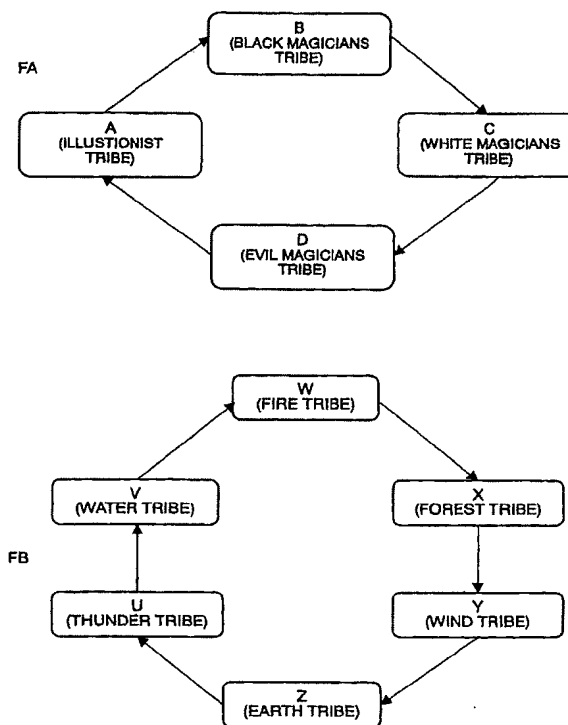 B
(BLACK MAGICIANS
TRIBE)
FA
A
(ILLUSTIONIST
TRIBE)
C
(WHITE MAGICIANS
TRIBE)
D
(EVIL MAGICIANS
TRIBE)
W
(FIRE TRIBE)
V
(WATER TRIBE)
X
(FOREST TRIBE)
FB
U
(THUNDER TRIBE)
Y
(WIND TRIBE)
Z
(EARTH TRIBE)